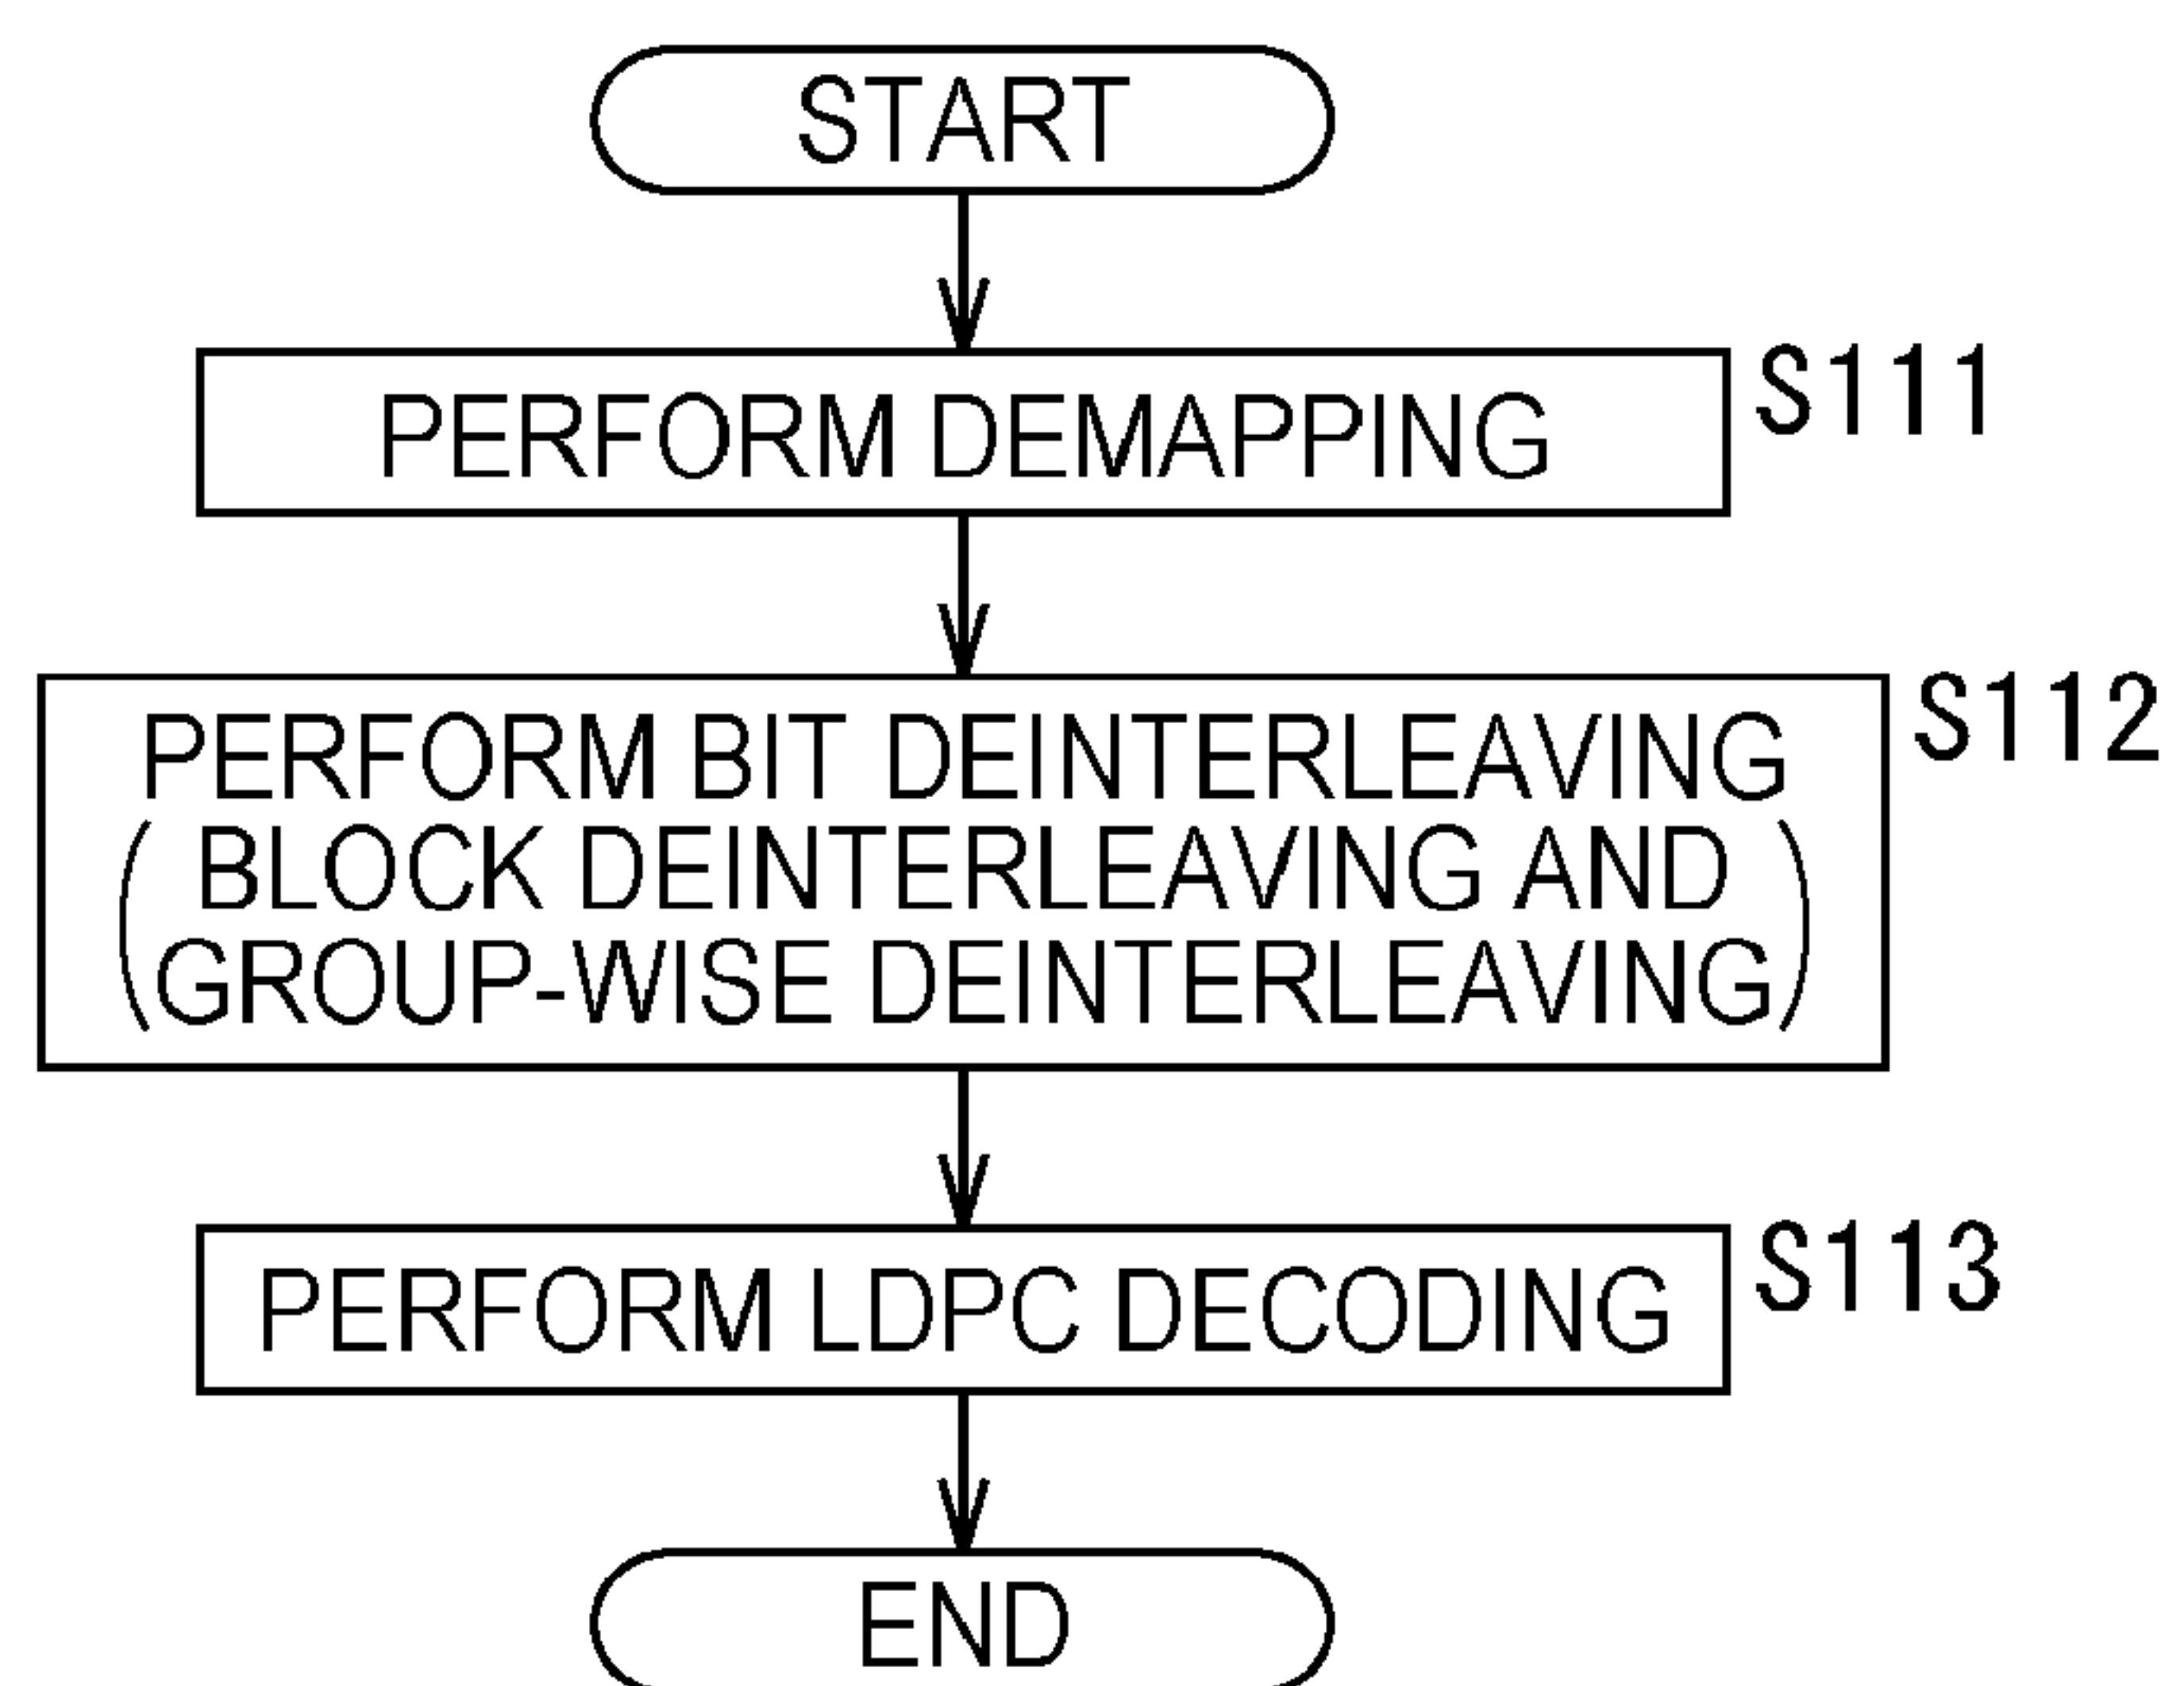 START
PERFORM DEMAPPING
S111
PERFORM BIT DEINTERLEAVING
(BLOCK DEINTERLEAVING AND
GROUP-WISE DEINTERLEAVING)
S112
PERFORM LDPC DECODING
S113
END